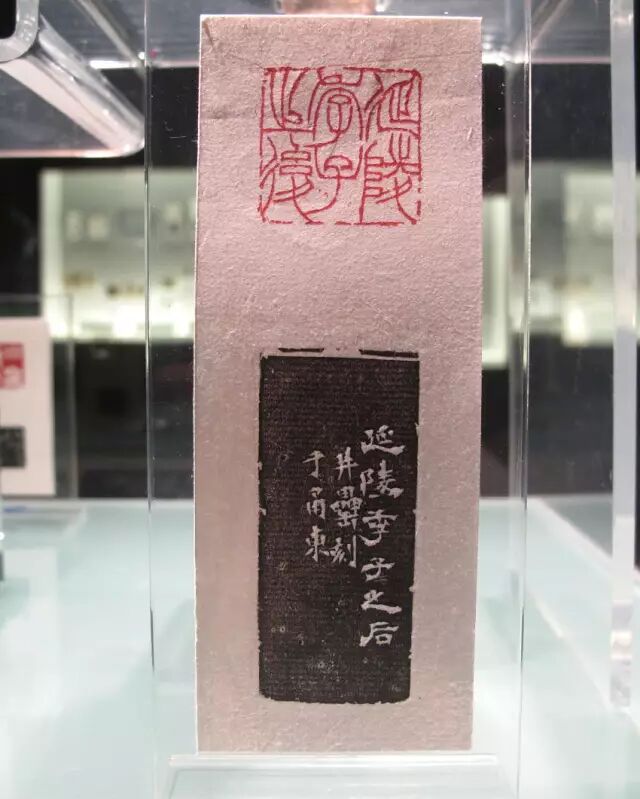 延陵
季子
之後
延陵季子之后
井罍刻
于甬東